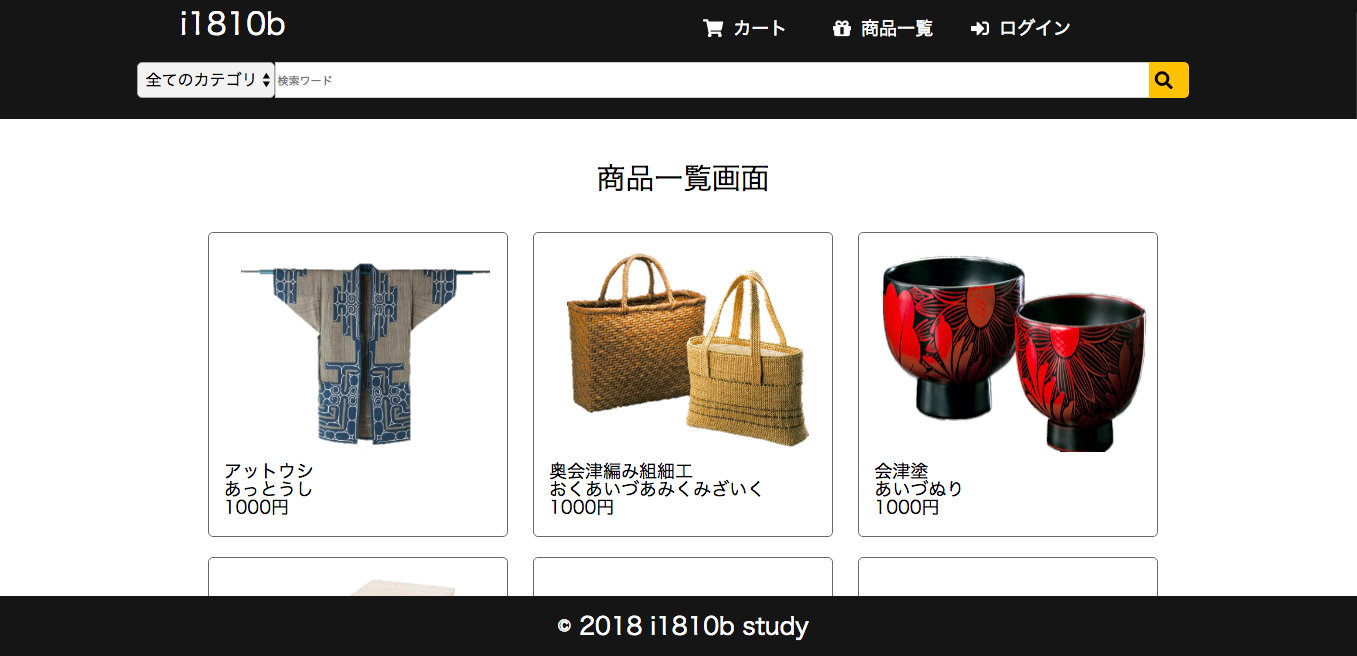 i1810b
カート
商品一覧
ログイン
全てのカテゴリ
検索ワード
商品一覧画面
アットウシ
あっとうし
1000円
奥会津編み組細工
おくあいづあみくみざいく
1000円
会津塗
あいづぬり
1000円
© 2018 i1810b study